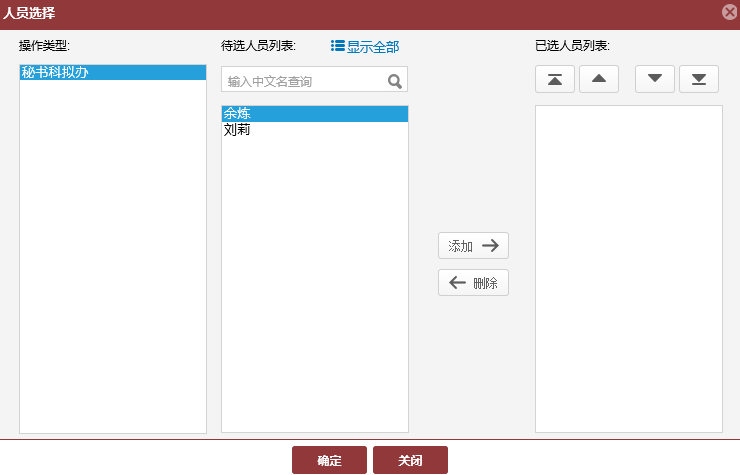 人员选择
操作类型:
秘书科拟办
待选人员列表:
显示全部
输入中文名查询
余炼
刘莉
添加
删除
已选人员列表:
确定
关闭